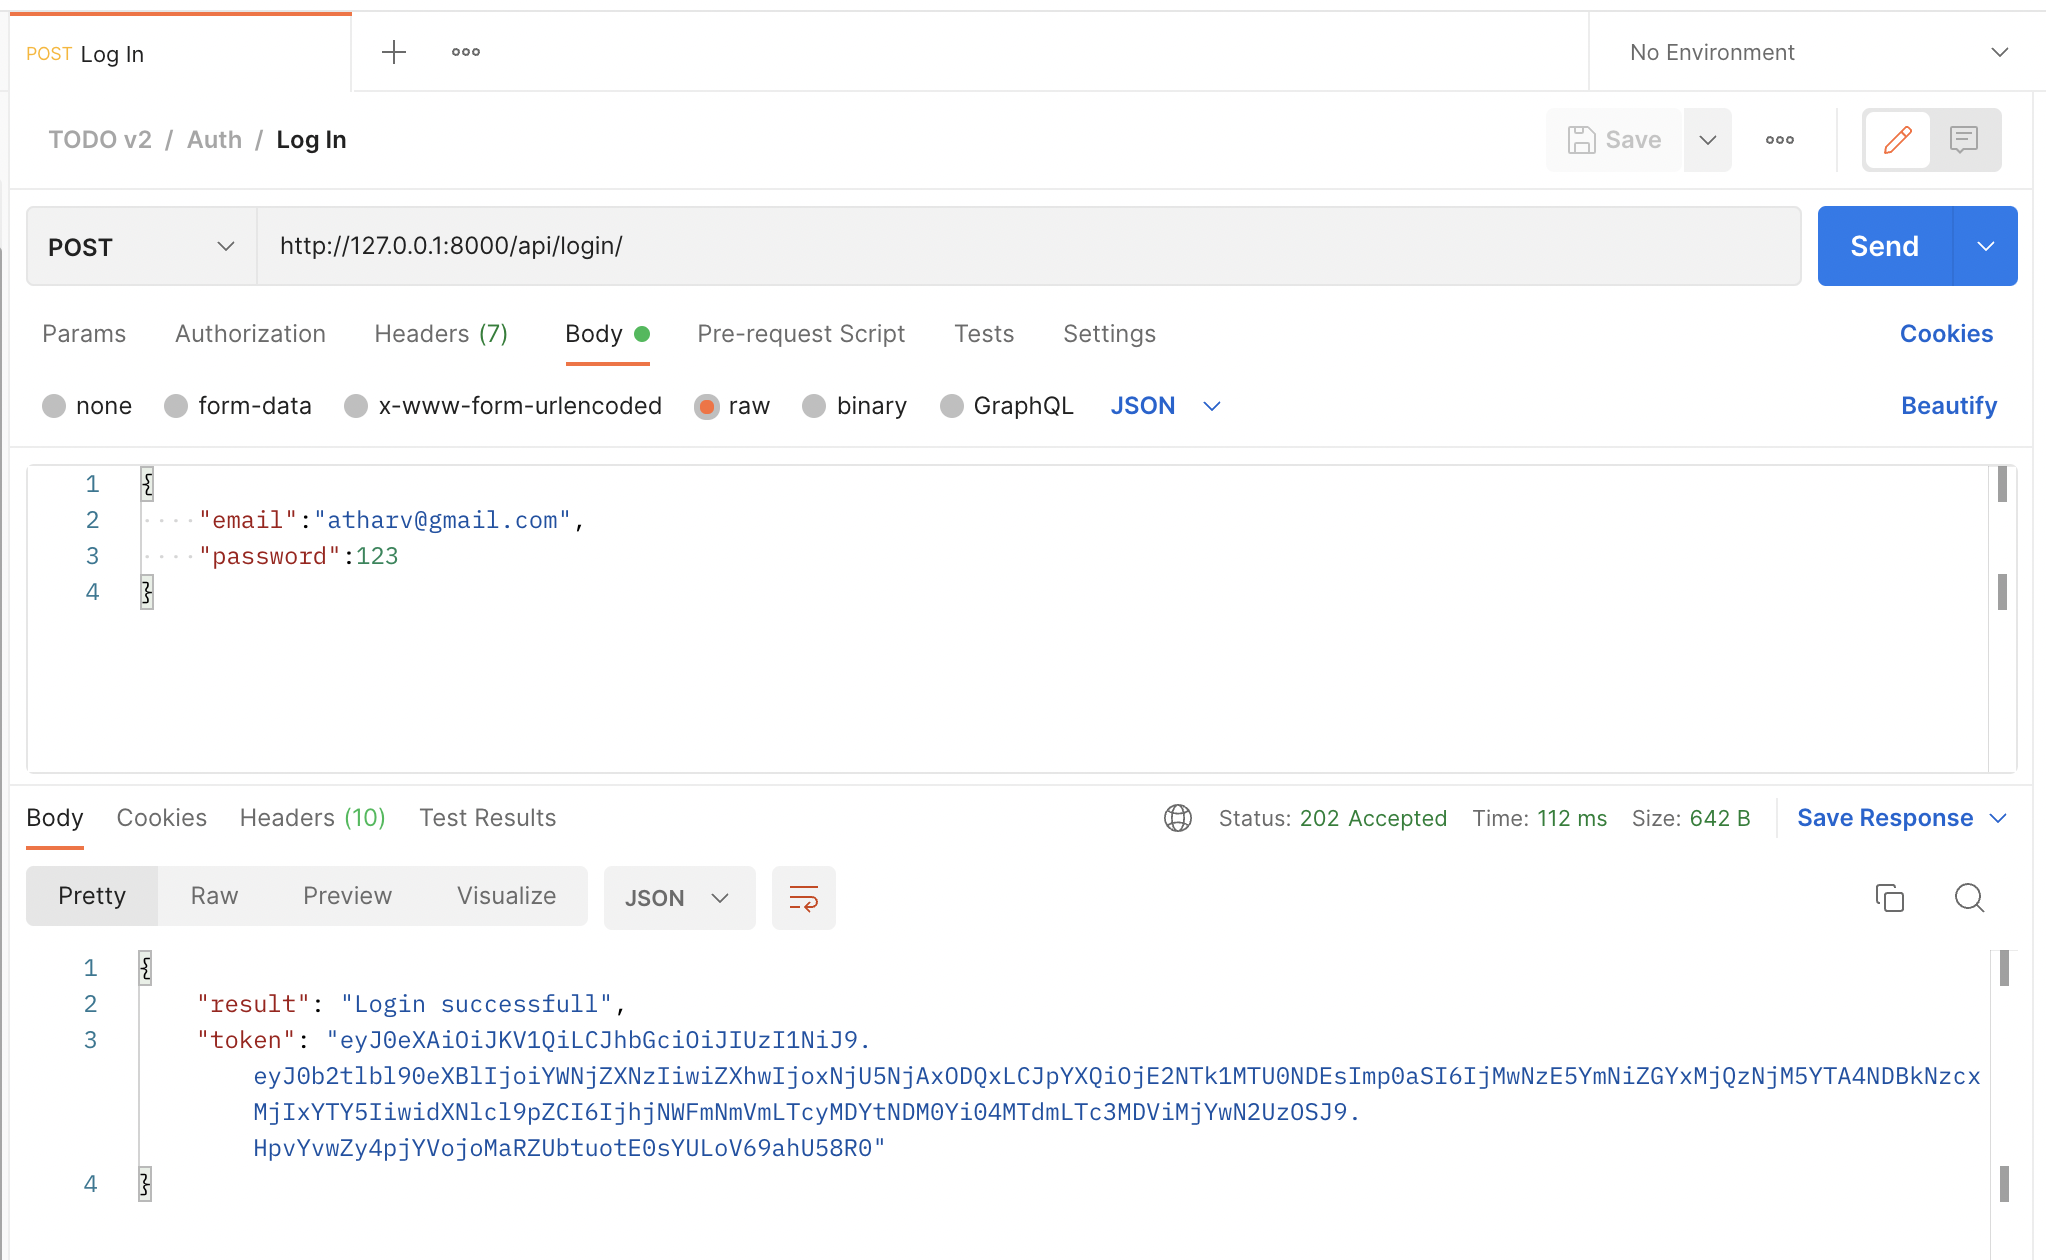 POST Log In
No Environment
TODO v2 / Auth / Log In
Save
POST
http://127.0.0.1:8000/api/login/
Send
Params Authorization Headers (7) Body Pre-request Script Tests Settings Cookies
none form-data x-www-form-urlencoded raw binary GraphQL JSON Beautify
1 {
2 "email":"atharv@gmail.com",
3 "password":123
4 }
Body Cookies Headers (10) Test Results Status: 202 Accepted Time: 112 ms Size: 642 B Save Response
Pretty Raw Preview Visualize JSON
1 {
2 "result": "Login successfull",
3 "token": "eyJ0eXAiOiJKV1QiLCJhbGciOiJIUzI1NiJ9.
eyJ0b2tlbl90eXBlIjoiYWNjZXNzIiwiZXhwIjoxNjU5NjAxODQxLCJpYXQiOjE2NTk1MTU0NDEsImp0aSI6IjMwNzE5YmNiZGYxMjQzNjM5YTA4NDBkNzcx
MjIxYTY5IiwidXNlcl9pZCI6IjhjNWFmNmVmLTcyMDYtNDM0Yi04MTdmLTc3MDViMjYwN2UzOSJ9.
HpvYvwZy4pjYVojoMaRZUbtuotE0sYULoV69ahU58R0"
4 }